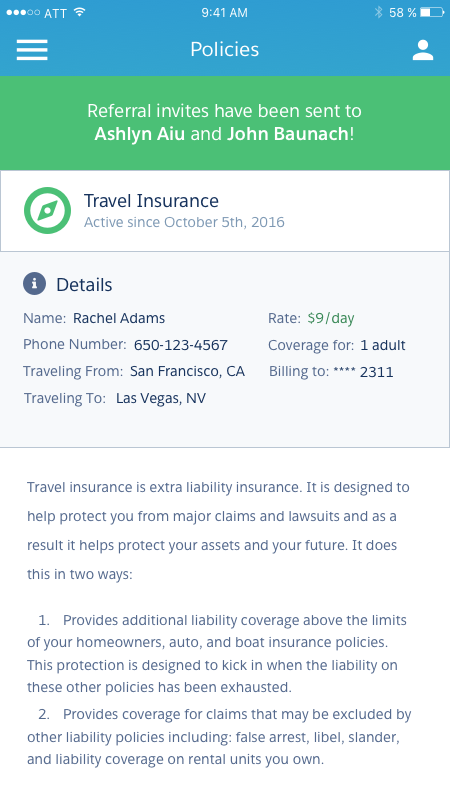 ATT 9:41 AM 58 %
Policies
Referral invites have been sent to
Ashlyn Aiu and John Baunach!
Travel Insurance
Active since October 5th, 2016
Details
Name: Rachel Adams Rate: $9/day
Phone Number: 650-123-4567 Coverage for: 1 adult
Traveling From: San Francisco, CA Billing to: **** 2311
Traveling To: Las Vegas, NV
Travel insurance is extra liability insurance. It is designed to
help protect you from major claims and lawsuits and as a
result it helps protect your assets and your future. It does
this in two ways:
1. Provides additional liability coverage above the limits
of your homeowners, auto, and boat insurance policies.
This protection is designed to kick in when the liability on
these other policies has been exhausted.
2. Provides coverage for claims that may be excluded by
other liability policies including: false arrest, libel, slander,
and liability coverage on rental units you own.